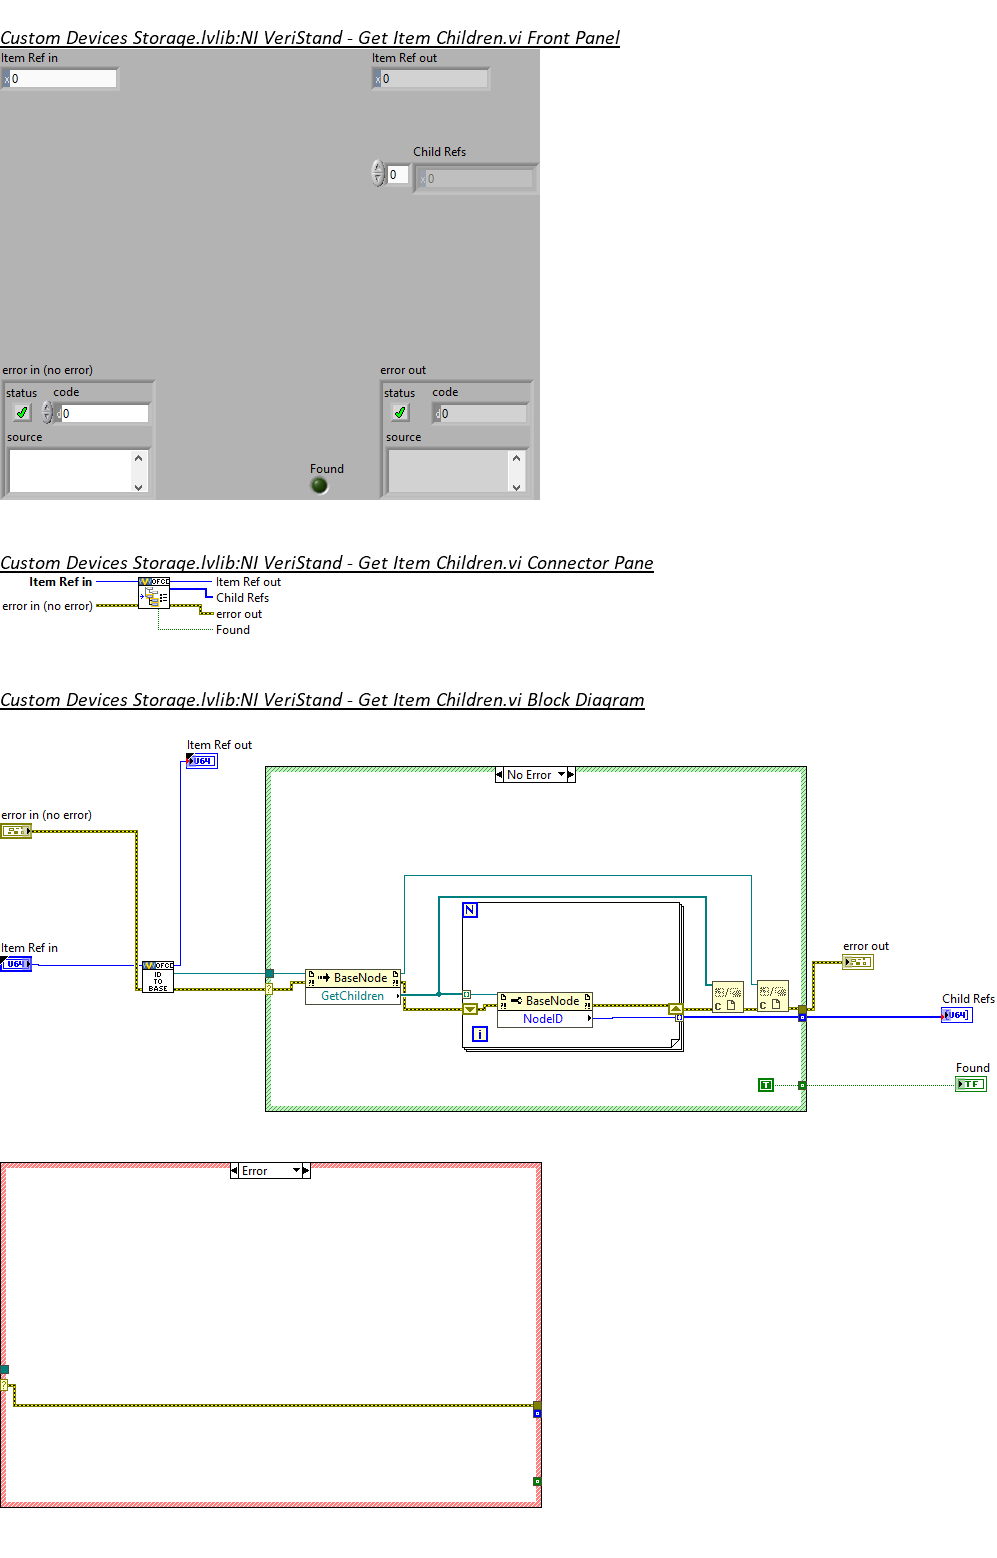 Custom Devices Storage.lvlib:NI VeriStand - Get Item Children.vi Front Panel
Item Ref in
Item Ref out
x 0
x 0
Child Refs
0
x 0
error in (no error)
error out
status code
status code
d 0
d 0
source
source
Found
Custom Devices Storage.lvlib:NI VeriStand - Get Item Children.vi Connector Pane
Item Ref in
OFCD
Item Ref out
Child Refs
error in (no error)
error out
Found
Custom Devices Storage.lvlib:NI VeriStand - Get Item Children.vi Block Diagram
Item Ref out
U64
No Error
error in (no error)
N
Item Ref in
U64
OFCD
ID
TO
BASE
?
BaseNode
GetChildren
BaseNode
NodeID
i
C
C
error out
Child Refs
U64
T
Found
TF
Error
?